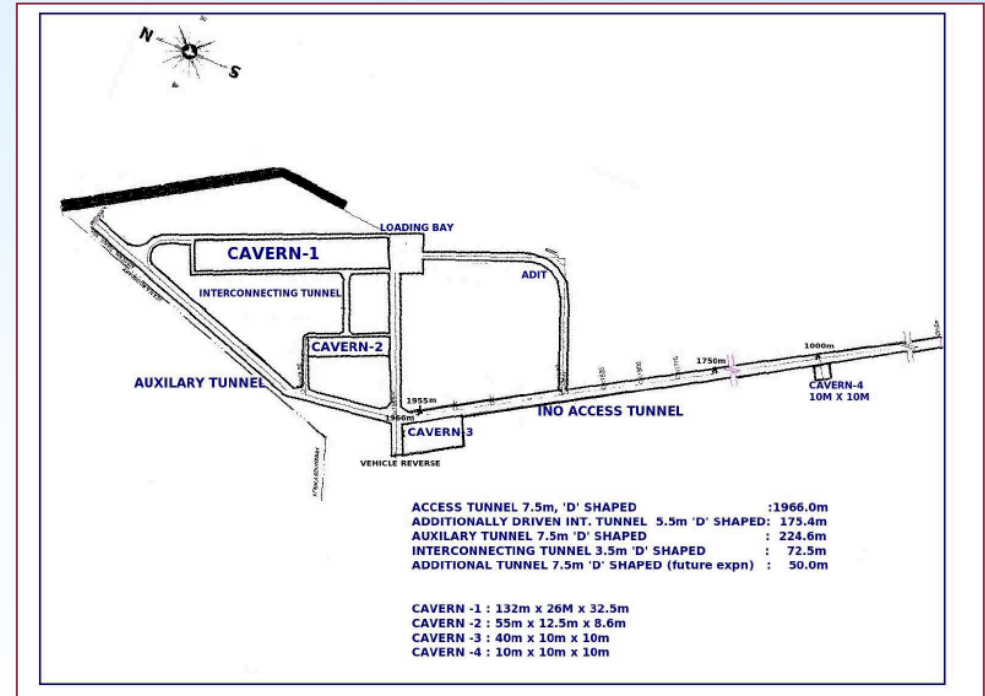 N
S
LOADING BAY
CAVERN-1
ADIT
INTERCONNECTING TUNNEL
CAVERN-2
1000m
1750m
AUXILARY TUNNEL
CAVERN-4
10M X 10M
1955m
INO ACCESS TUNNEL
1966m
CAVERN-3
VEHICLE REVERSE
ACCESS TUNNEL 7.5m, 'D' SHAPED :1966.0m
ADDITIONALLY DRIVEN INT. TUNNEL 5.5m 'D' SHAPED: 175.4m
AUXILARY TUNNEL 7.5m 'D' SHAPED : 224.6m
INTERCONNECTING TUNNEL 3.5m 'D' SHAPED : 72.5m
ADDITIONAL TUNNEL 7.5m 'D' SHAPED (future expn) : 50.0m
CAVERN -1 : 132m x 26M x 32.5m
CAVERN -2 : 55m x 12.5m x 8.6m
CAVERN -3 : 40m x 10m x 10m
CAVERN -4 : 10m x 10m x 10m